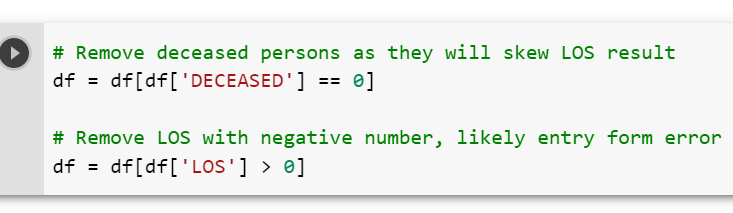 # Remove deceased persons as they will skew LOS result
df = df[df['DECEASED'] == 0]
# Remove LOS with negative number, likely entry form error
df = df[df['LOS'] > 0]